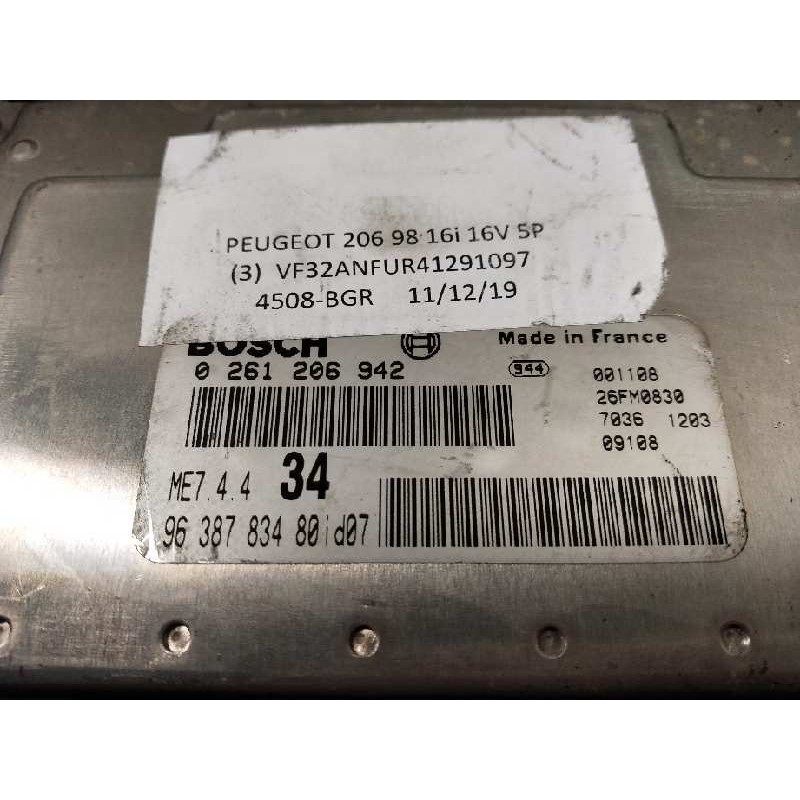 PEUGEOT 206 98 16i 16V 5P
(3) VF32ANFUR41291097
4508-BGR 11/12/19
BOSCH Made in France
0 261 206 942 944 001108
26FM0830
7036 1203
09108
ME7.4.4 34
96 387 834 80 id07